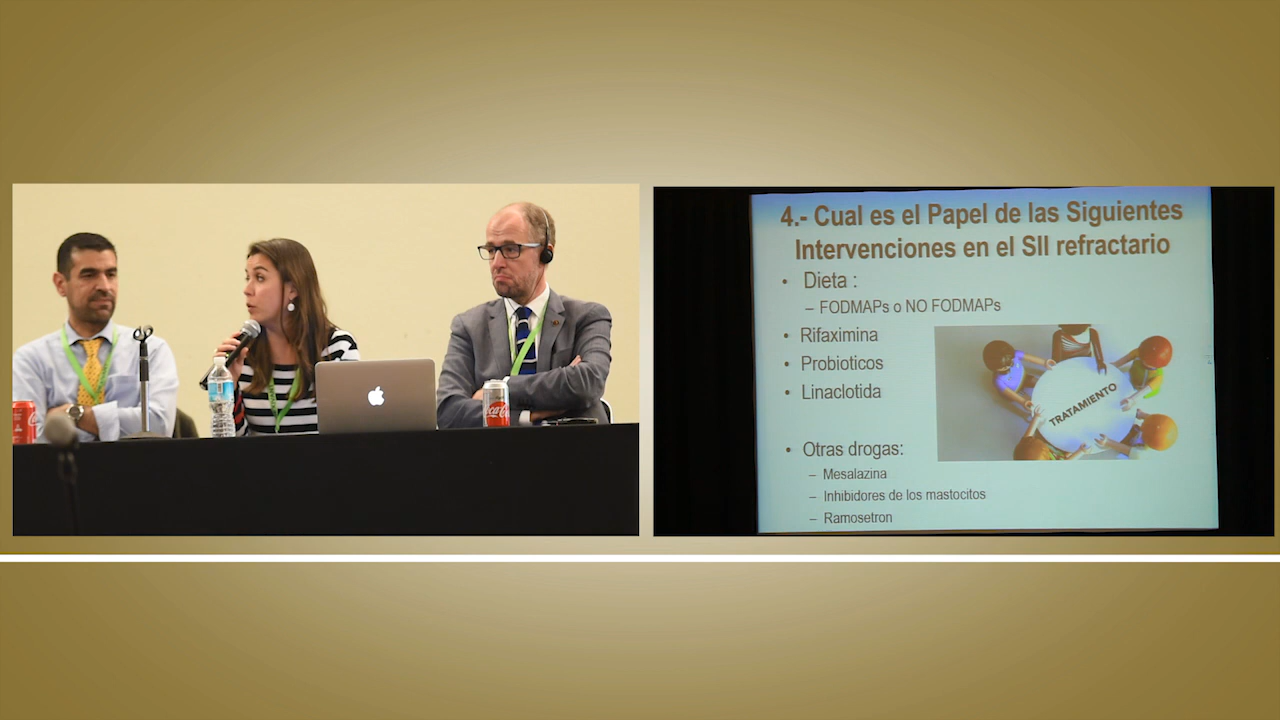 4.- Cual es el Papel de las Siguientes
Intervenciones en el SII refractario
• Dieta :
– FODMAPs o NO FODMAPs
• Rifaximina
• Probioticos
• Linaclotida
TRATAMIENTO
• Otras drogas:
– Mesalazina
– Inhibidores de los mastocitos
– Ramosetron
Coca-Cola